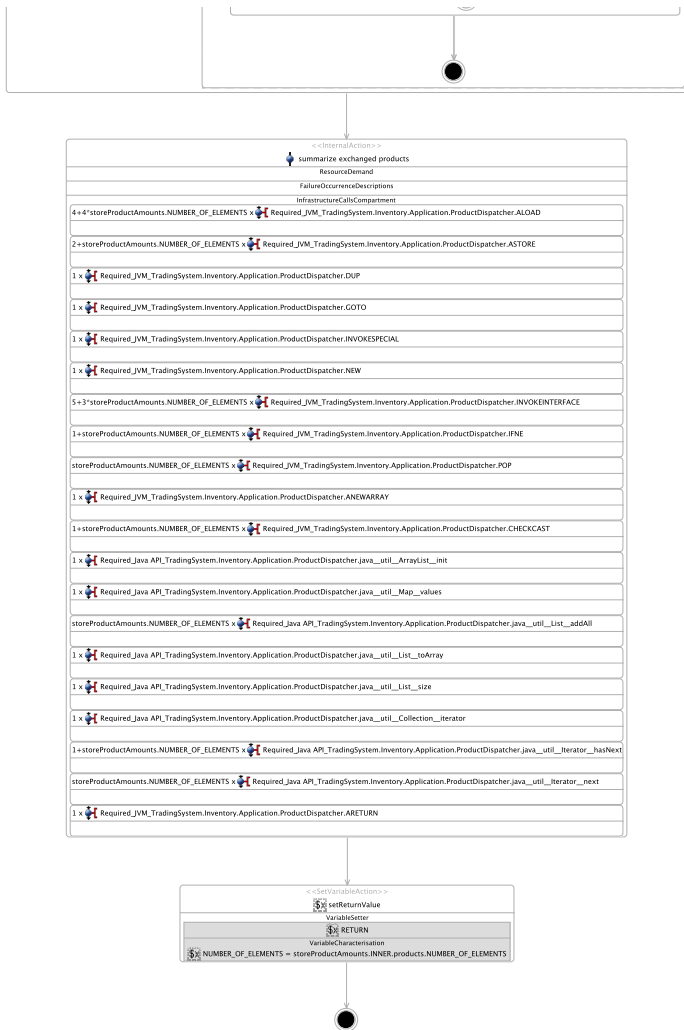 <<InternalAction>>
summarize exchanged products
ResourceDemand
FailureOccurrenceDescriptions
InfrastructureCallsCompartment
4+4*storeProductAmounts.NUMBER_OF_ELEMENTS x Required_JVM_TradingSystem.Inventory.Application.ProductDispatcher.ALOAD
2+storeProductAmounts.NUMBER_OF_ELEMENTS x Required_JVM_TradingSystem.Inventory.Application.ProductDispatcher.ASTORE
1 x Required_JVM_TradingSystem.Inventory.Application.ProductDispatcher.DUP
1 x Required_JVM_TradingSystem.Inventory.Application.ProductDispatcher.GOTO
1 x Required_JVM_TradingSystem.Inventory.Application.ProductDispatcher.INVOKESPECIAL
1 x Required_JVM_TradingSystem.Inventory.Application.ProductDispatcher.NEW
5+3*storeProductAmounts.NUMBER_OF_ELEMENTS x Required_JVM_TradingSystem.Inventory.Application.ProductDispatcher.INVOKEINTERFACE
1+storeProductAmounts.NUMBER_OF_ELEMENTS x Required_JVM_TradingSystem.Inventory.Application.ProductDispatcher.IFNE
storeProductAmounts.NUMBER_OF_ELEMENTS x Required_JVM_TradingSystem.Inventory.Application.ProductDispatcher.POP
1 x Required_JVM_TradingSystem.Inventory.Application.ProductDispatcher.ANEWARRAY
1+storeProductAmounts.NUMBER_OF_ELEMENTS x Required_JVM_TradingSystem.Inventory.Application.ProductDispatcher.CHECKCAST
1 x Required_Java API_TradingSystem.Inventory.Application.ProductDispatcher.java__util__ArrayList__init
1 x Required_Java API_TradingSystem.Inventory.Application.ProductDispatcher.java__util__Map__values
storeProductAmounts.NUMBER_OF_ELEMENTS x Required_Java API_TradingSystem.Inventory.Application.ProductDispatcher.java__util__List__addAll
1 x Required_Java API_TradingSystem.Inventory.Application.ProductDispatcher.java__util__List__toArray
1 x Required_Java API_TradingSystem.Inventory.Application.ProductDispatcher.java__util__List__size
1 x Required_Java API_TradingSystem.Inventory.Application.ProductDispatcher.java__util__Collection__iterator
1+storeProductAmounts.NUMBER_OF_ELEMENTS x Required_Java API_TradingSystem.Inventory.Application.ProductDispatcher.java__util__Iterator__hasNext
storeProductAmounts.NUMBER_OF_ELEMENTS x Required_Java API_TradingSystem.Inventory.Application.ProductDispatcher.java__util__Iterator__next
1 x Required_JVM_TradingSystem.Inventory.Application.ProductDispatcher.ARETURN
<<SetVariableAction>>
$x setReturnValue
VariableSetter
$x RETURN
VariableCharacterisation
$x NUMBER_OF_ELEMENTS = storeProductAmounts.INNER.products.NUMBER_OF_ELEMENTS